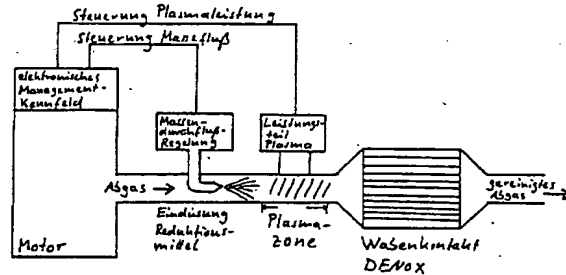 Steuerung Plasmaleistung
Steuerung Massefluß
elektronisches
Management-
Kennfeld
Massen-
durchfluß-
Regelung
Leistungs-
teil
Plasma
Abgas
gereinigtes
Abgas
Eindüsung
Reduktions-
mittel
Plasma-
zone
Wabenkontakt
DENOX
Motor